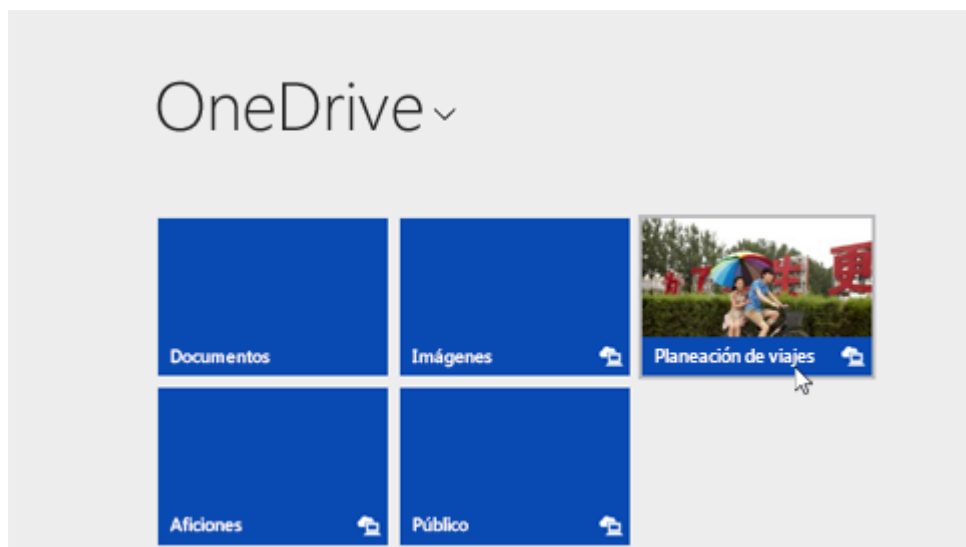 OneDrive
Documentos
Imágenes
Planeación de viajes
Aficiones
Público